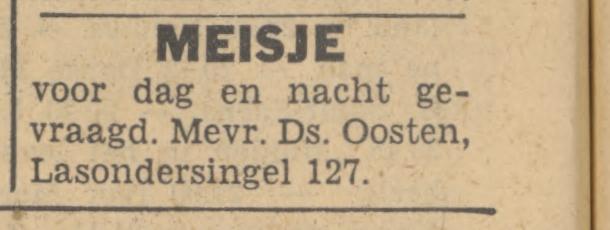 MEISJE
voor dag en nacht ge-
vraagd. Mevr. Ds. Oosten,
Lasondersingel 127.